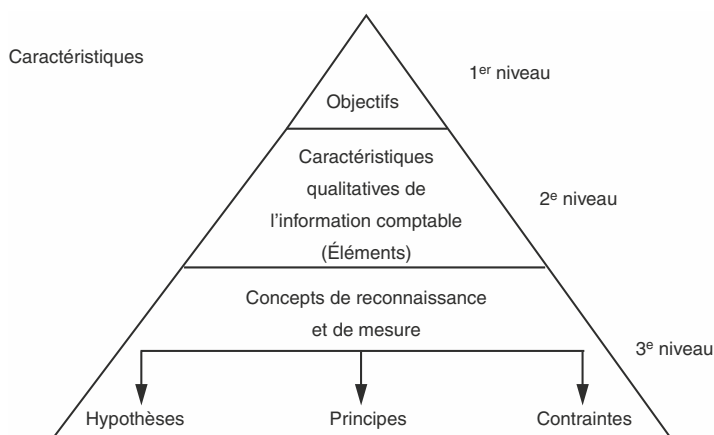 Caractéristiques
1er niveau
Objectifs
Caractéristiques
qualitatives de
l'information comptable
(Éléments)
2e niveau
Concepts de reconnaissance
et de mesure
3e niveau
Hypothèses Principes Contraintes